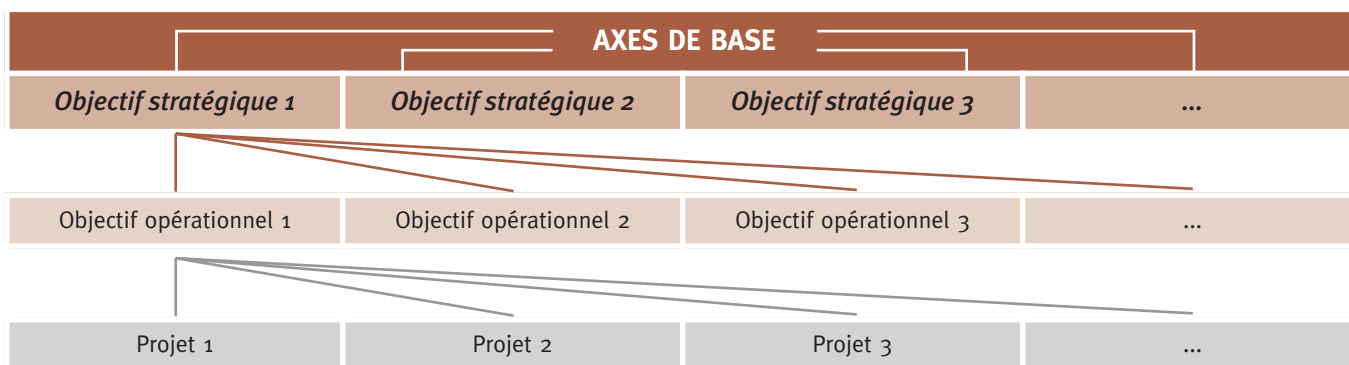 AXES DE BASE
Objectif stratégique 1 Objectif stratégique 2 Objectif stratégique 3 ...
Objectif opérationnel 1 Objectif opérationnel 2 Objectif opérationnel 3 ...
Projet 1 Projet 2 Projet 3 ...